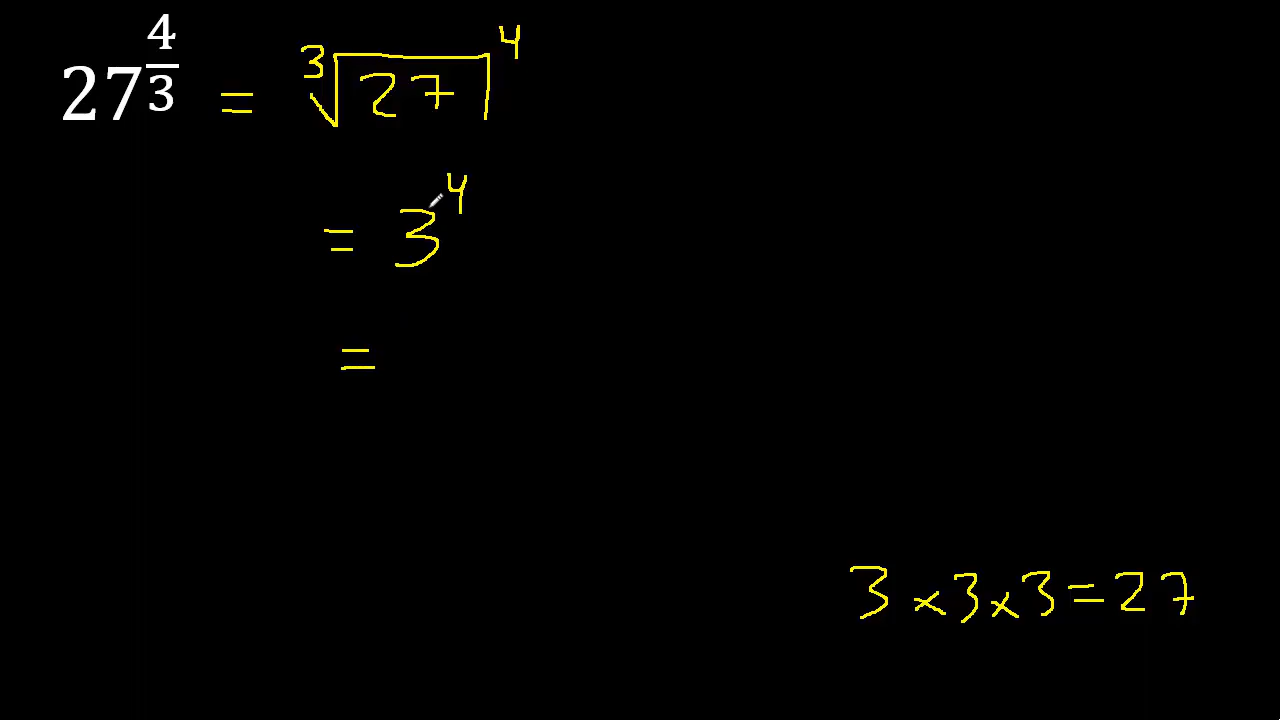 27^{4/3} = ∛27^4
= 3^4
=
3 × 3 × 3 = 27